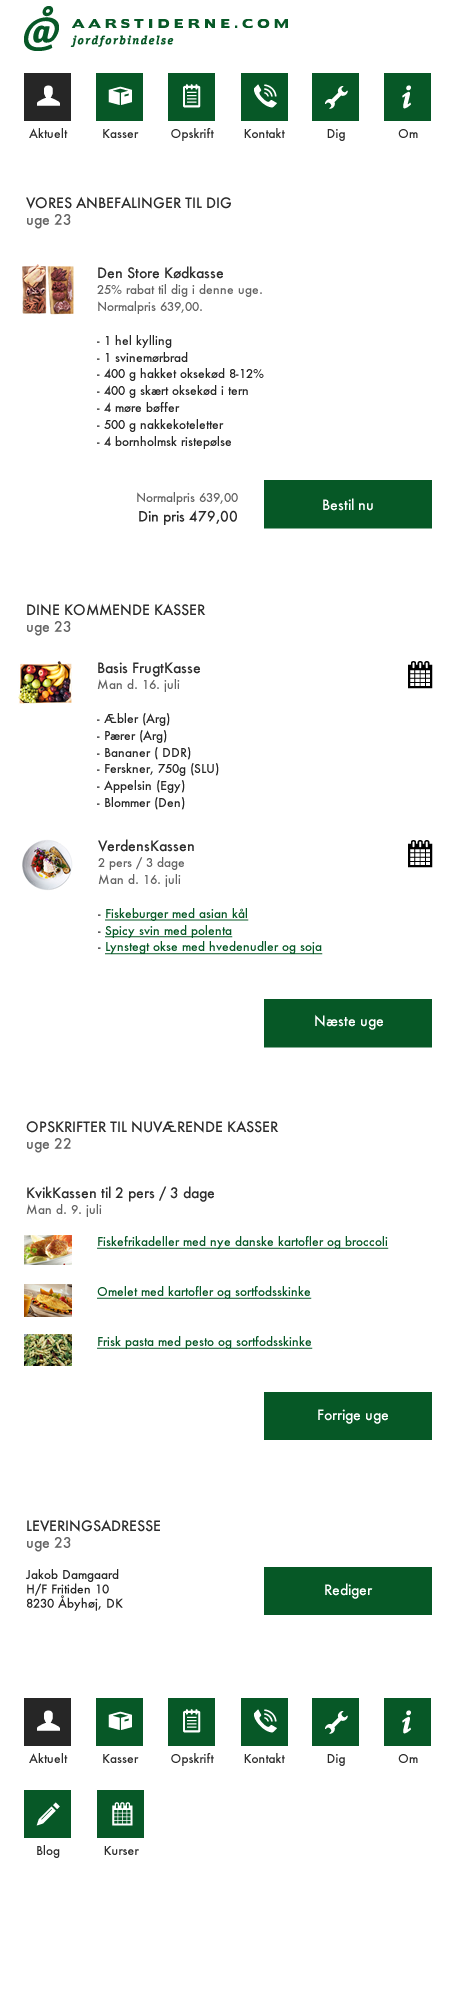 @ AARSTIDERNE.COM
jordforbindelse
Aktuelt Kasser Opskrift Kontakt Dig Om
VORES ANBEFALINGER TIL DIG
uge 23
Den Store Kødkasse
25% rabat til dig i denne uge.
Normalpris 639,00.
- 1 hel kylling
- 1 svinemørbrad
- 400 g hakket oksekød 8-12%
- 400 g skært oksekød i tern
- 4 møre bøffer
- 500 g nakkekoteletter
- 4 bornholmsk ristepølse
Normalpris 639,00
Din pris 479,00
Bestil nu
DINE KOMMENDE KASSER
uge 23
Basis FrugtKasse
Man d. 16. juli
- Æbler (Arg)
- Pærer (Arg)
- Bananer ( DDR)
- Ferskner, 750g (SLU)
- Appelsin (Egy)
- Blommer (Den)
VerdensKassen
2 pers / 3 dage
Man d. 16. juli
- Fiskeburger med asian kål
- Spicy svin med polenta
- Lynstegt okse med hvedenudler og soja
Næste uge
OPSKRIFTER TIL NUVÆRENDE KASSER
uge 22
KvikKassen til 2 pers / 3 dage
Man d. 9. juli
Fiskefrikadeller med nye danske kartofler og broccoli
Omelet med kartofler og sortfodsskinke
Frisk pasta med pesto og sortfodsskinke
Forrige uge
LEVERINGSADRESSE
uge 23
Jakob Damgaard
H/F Fritiden 10
8230 Åbyhøj, DK
Rediger
Aktuelt Kasser Opskrift Kontakt Dig Om
Blog Kurser